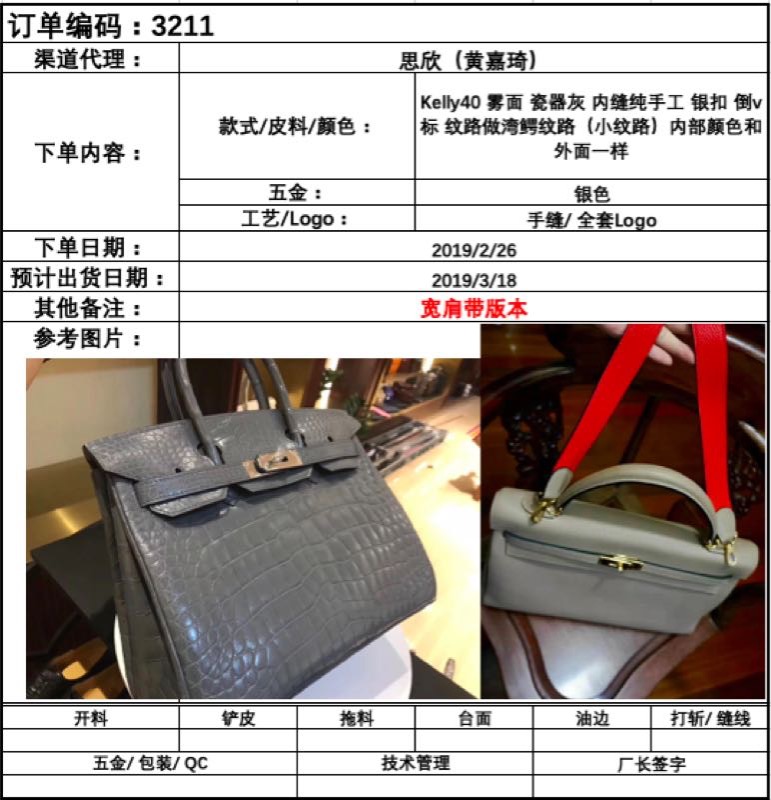 订单编码：3211
渠道代理：
思欣（黄嘉琦）
下单内容：
款式/皮料/颜色：
Kelly40 雾面 瓷器灰 内缝纯手工 银扣 倒v
标 纹路做湾鳄纹路（小纹路）内部颜色和
外面一样
五金：
银色
工艺/Logo：
手缝/ 全套Logo
下单日期：
2019/2/26
预计出货日期：
2019/3/18
其他备注：
宽肩带版本
参考图片：
开料
铲皮
拖料
台面
油边
打斩/ 缝线
五金/ 包装/ QC
技术管理
厂长签字